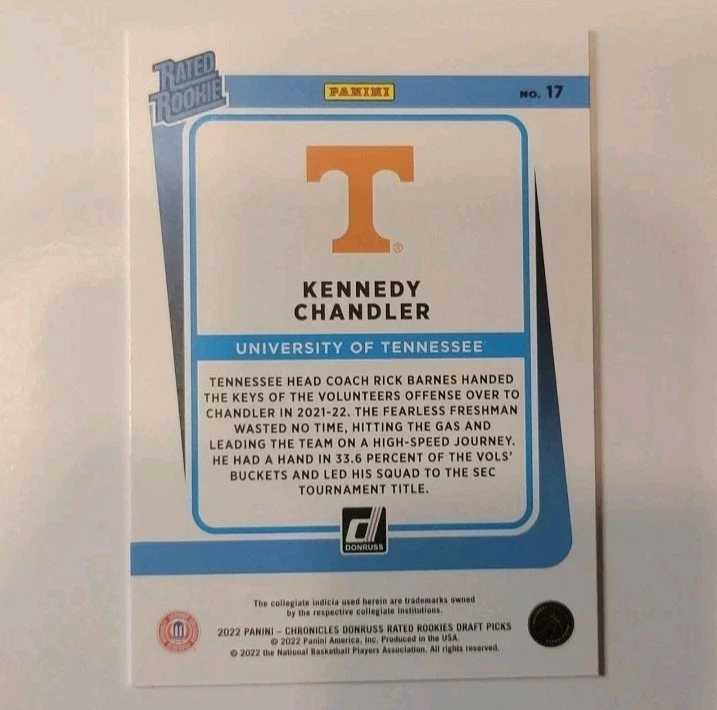 RATED
ROOKIE
PANINI
NO. 17
T®
KENNEDY
CHANDLER
UNIVERSITY OF TENNESSEE
TENNESSEE HEAD COACH RICK BARNES HANDED
THE KEYS OF THE VOLUNTEERS OFFENSE OVER TO
CHANDLER IN 2021-22. THE FEARLESS FRESHMAN
WASTED NO TIME, HITTING THE GAS AND
LEADING THE TEAM ON A HIGH-SPEED JOURNEY.
HE HAD A HAND IN 33.6 PERCENT OF THE VOLS'
BUCKETS AND LED HIS SQUAD TO THE SEC
TOURNAMENT TITLE.
d
DONRUSS
The collegiate indicia used herein are trademarks owned
by the respective collegiate institutions.
2022 PANINI – CHRONICLES DONRUSS RATED ROOKIES DRAFT PICKS
© 2022 Panini America, Inc. Produced in the USA.
© 2022 the National Basketball Players Association. All rights reserved.